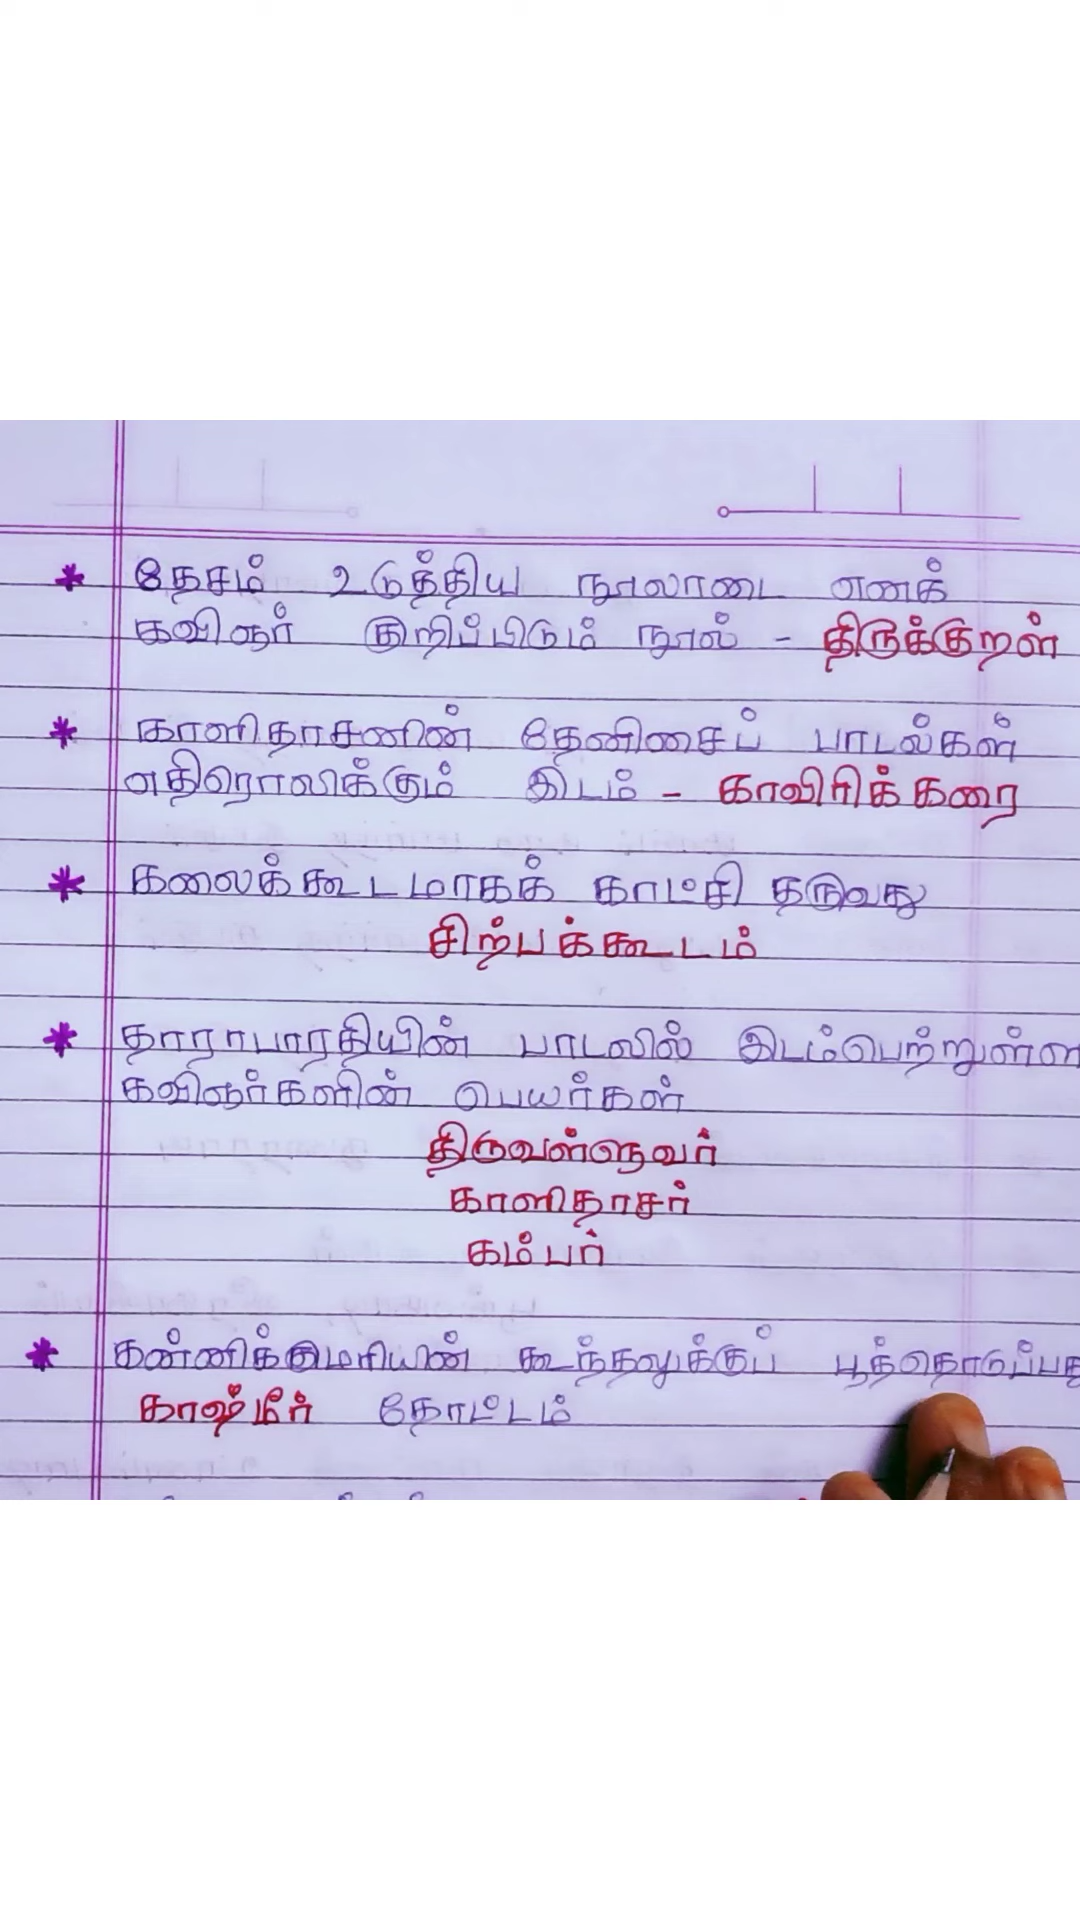 * தேசம் உடுத்திய நூலாடை எனக்
கவிஞர் குறிப்பிடும் நூல் - திருக்குறள்
* காளிதாசனின் தேனிசைப் பாடல்கள்
எதிரொலிக்கும் இடம் - காவிரிக்கரை
* கலைக்கூடமாகக் காட்சி தருவது
சிற்பக்கூடம்
* தாராபாரதியின் பாடலில் இடம்பெற்றுள்ள
கவிஞர்களின் பெயர்கள்
திருவள்ளுவர்
காளிதாசர்
கம்பர்
* கன்னிக்குமரியின் கூந்தலுக்குப்
காஷ்மீர் தோட்டம்